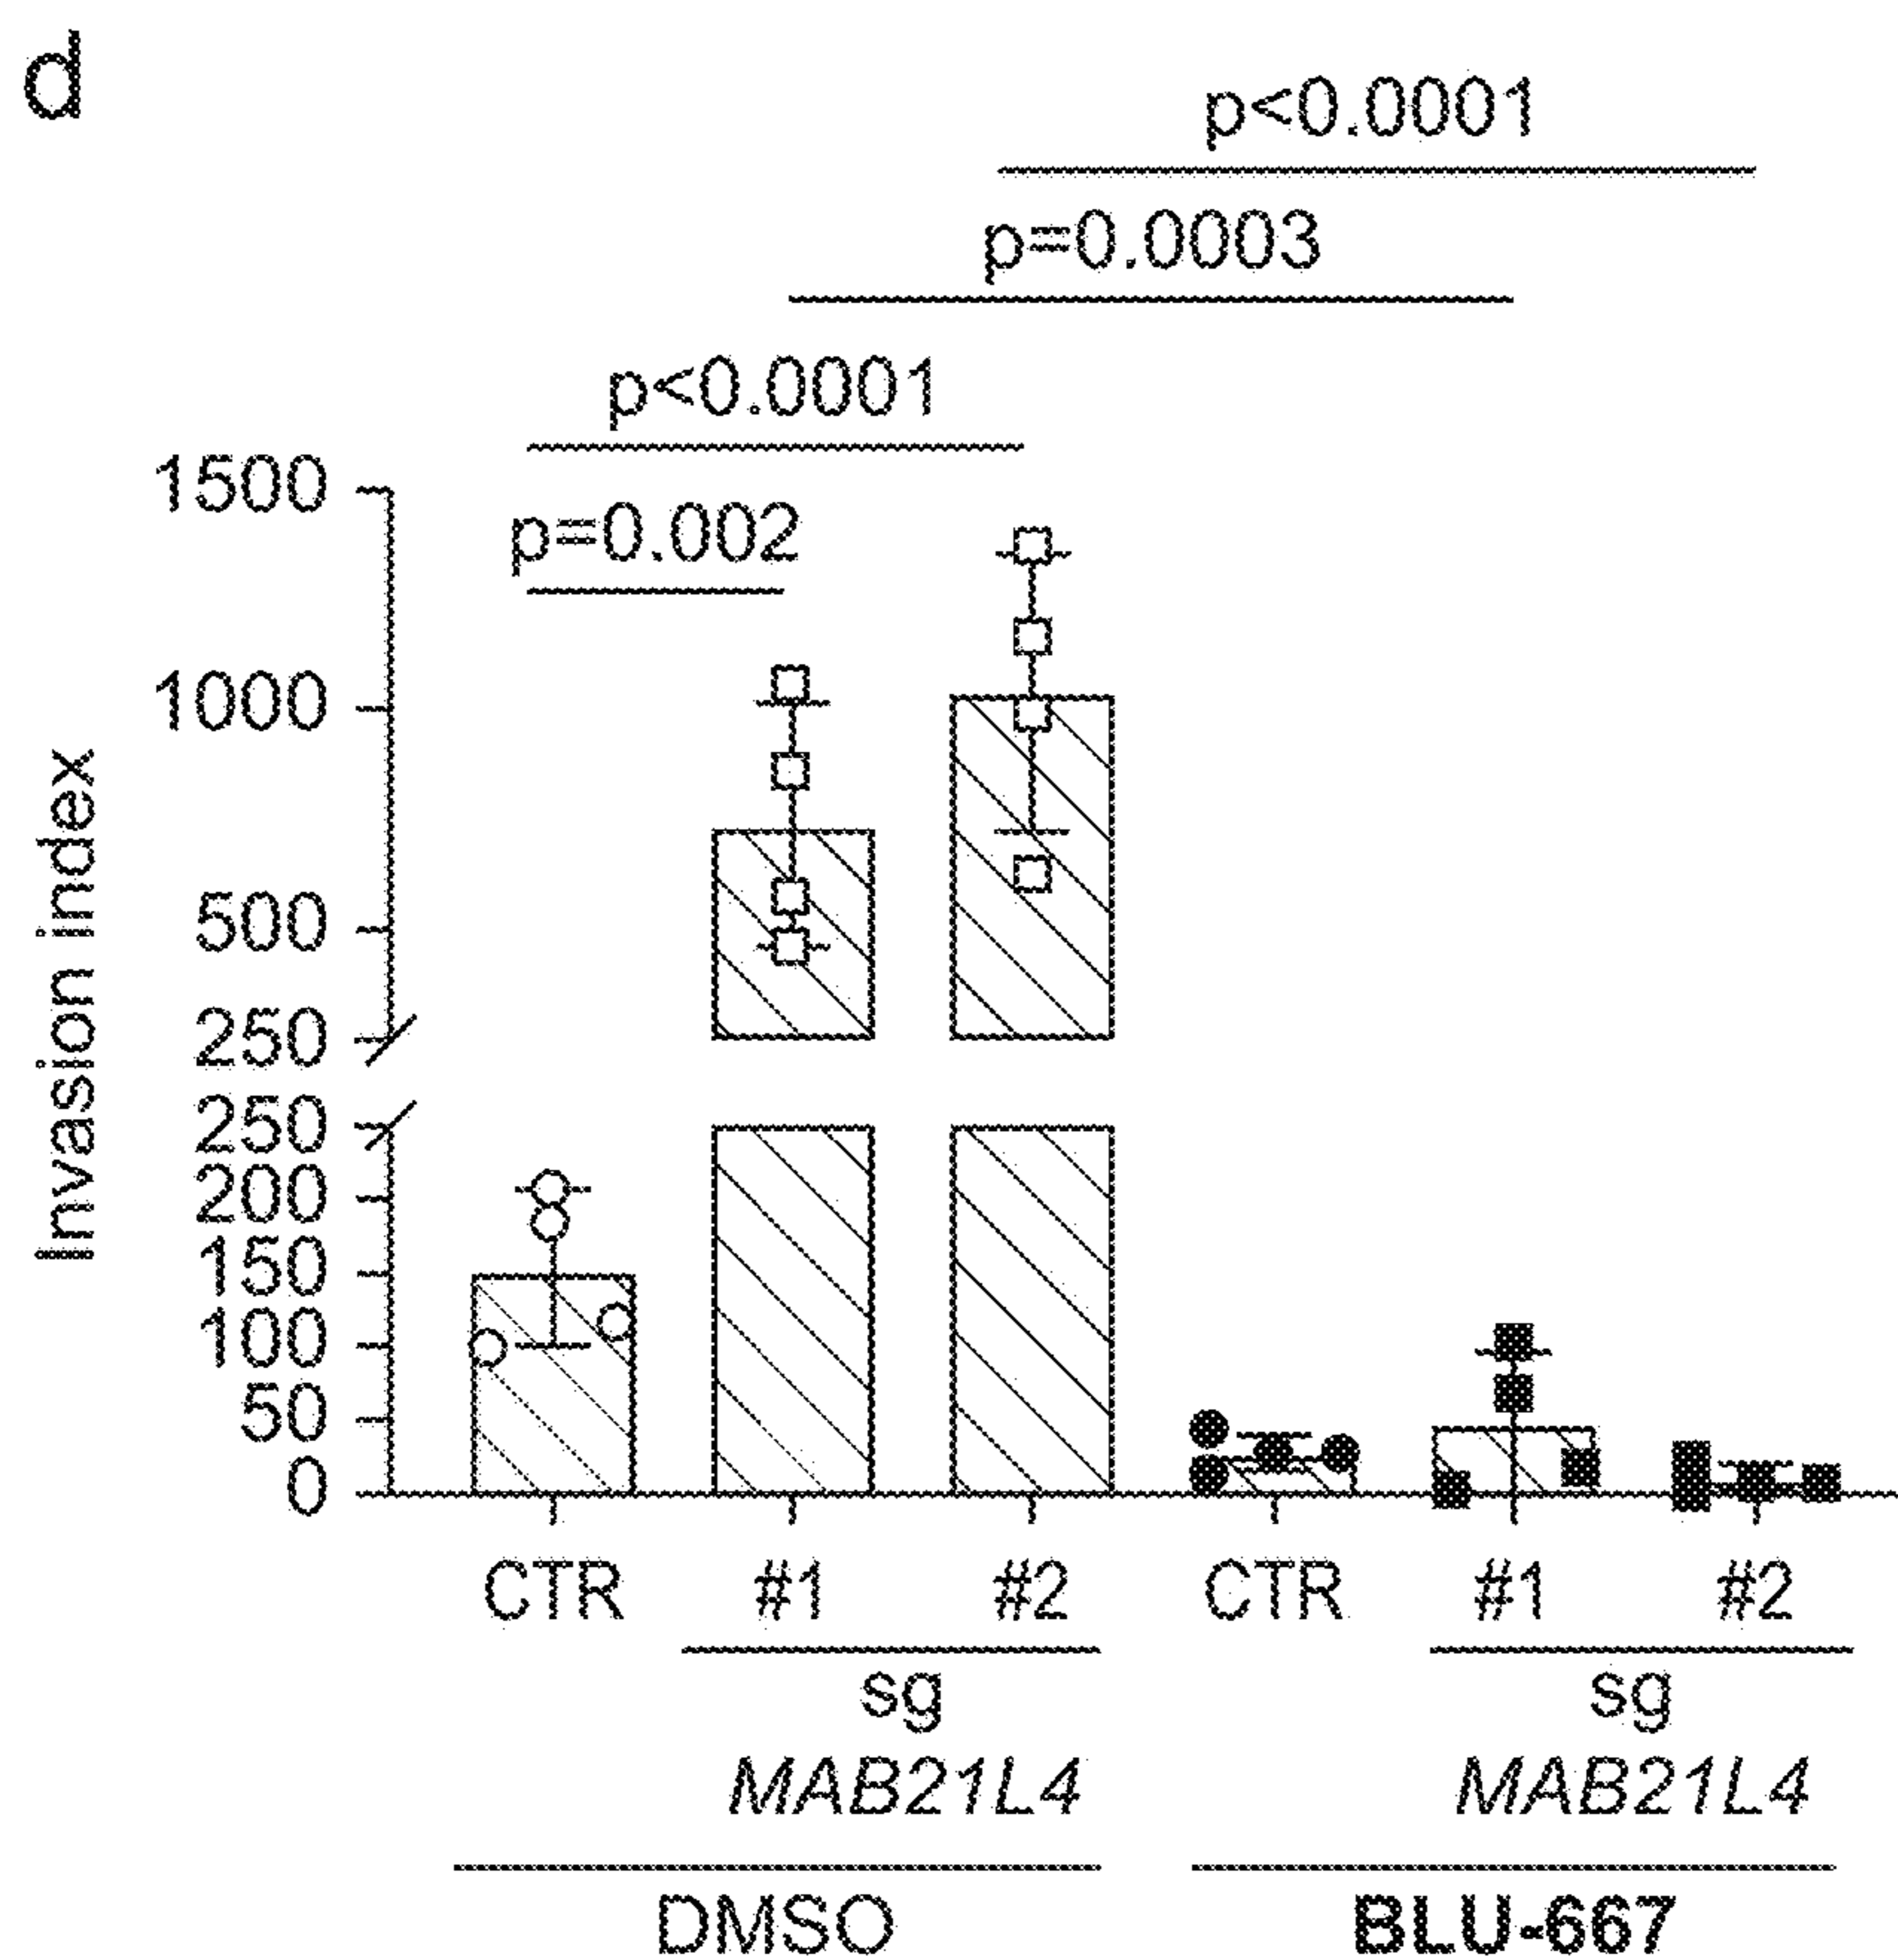 d
p<0.0001
p=0.0003
p<0.0001
p=0.002
1500
1000
500
250
250
200
150
100
50
0
Invasion index
CTR #1 #2 CTR #1 #2
sg sg
MAB21L4 MAB21L4
DMSO BLU-667